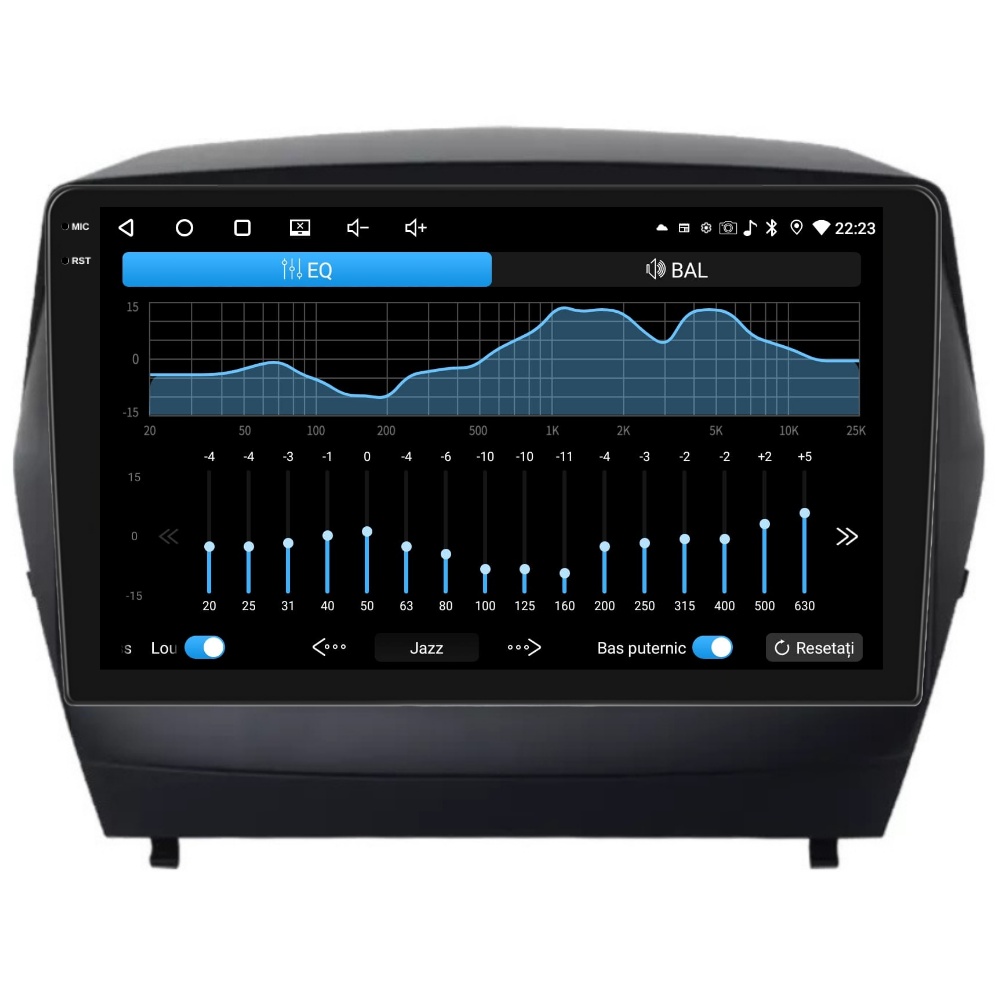 MIC
22:23
RST
EQ
BAL
15
0
-15
20 50 100 200 500 1K 2K 5K 10K 25K
-4 -4 -3 -1 0 -4 -6 -10 -10 -11 -4 -3 -2 -2 +2 +5
15
0
-15
20 25 31 40 50 63 80 100 125 160 200 250 315 400 500 630
s Lou Jazz Bas puternic Resetați